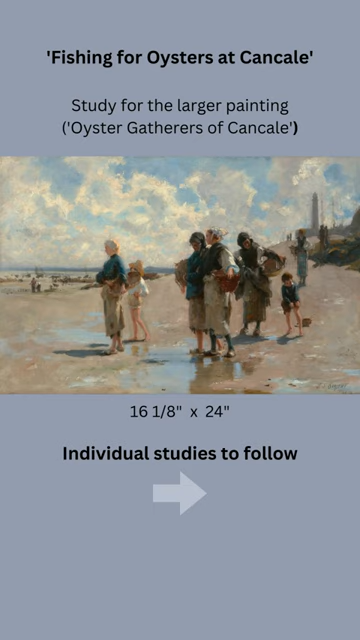 'Fishing for Oysters at Cancale'
Study for the larger painting
('Oyster Gatherers of Cancale')
16 1/8" x 24"
Individual studies to follow